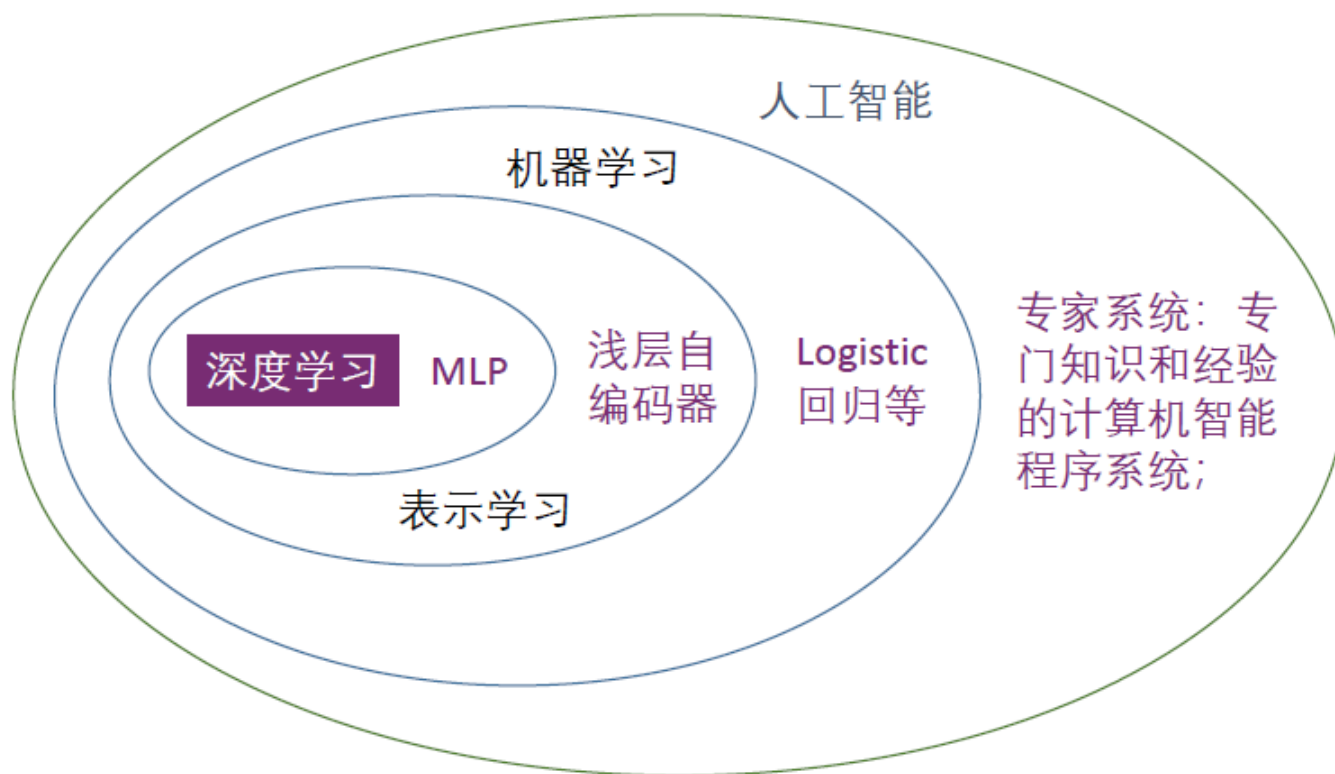 人工智能
机器学习
深度学习
MLP
浅层自
编码器
Logistic
回归等
专家系统：专
门知识和经验
的计算机智能
程序系统；
表示学习